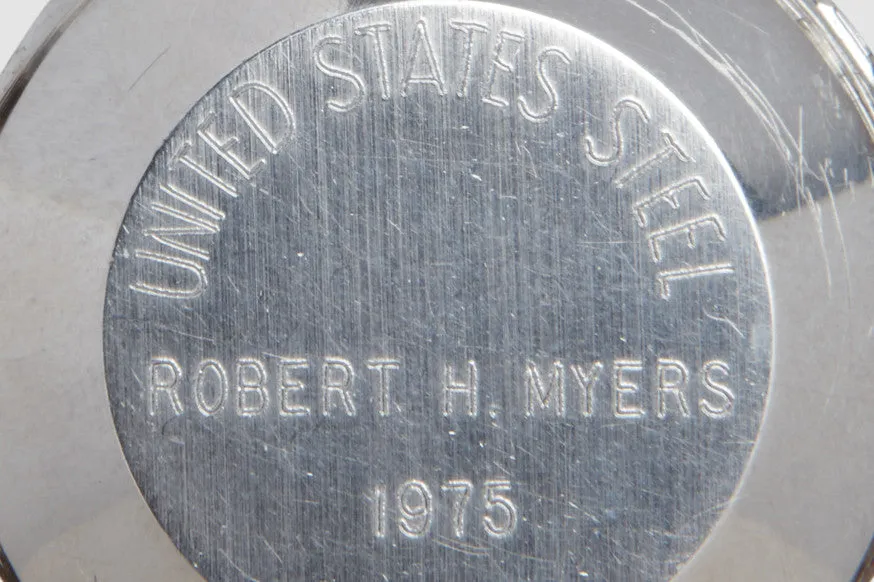 UNITED STATES STEEL
ROBERT H. MYERS
1975